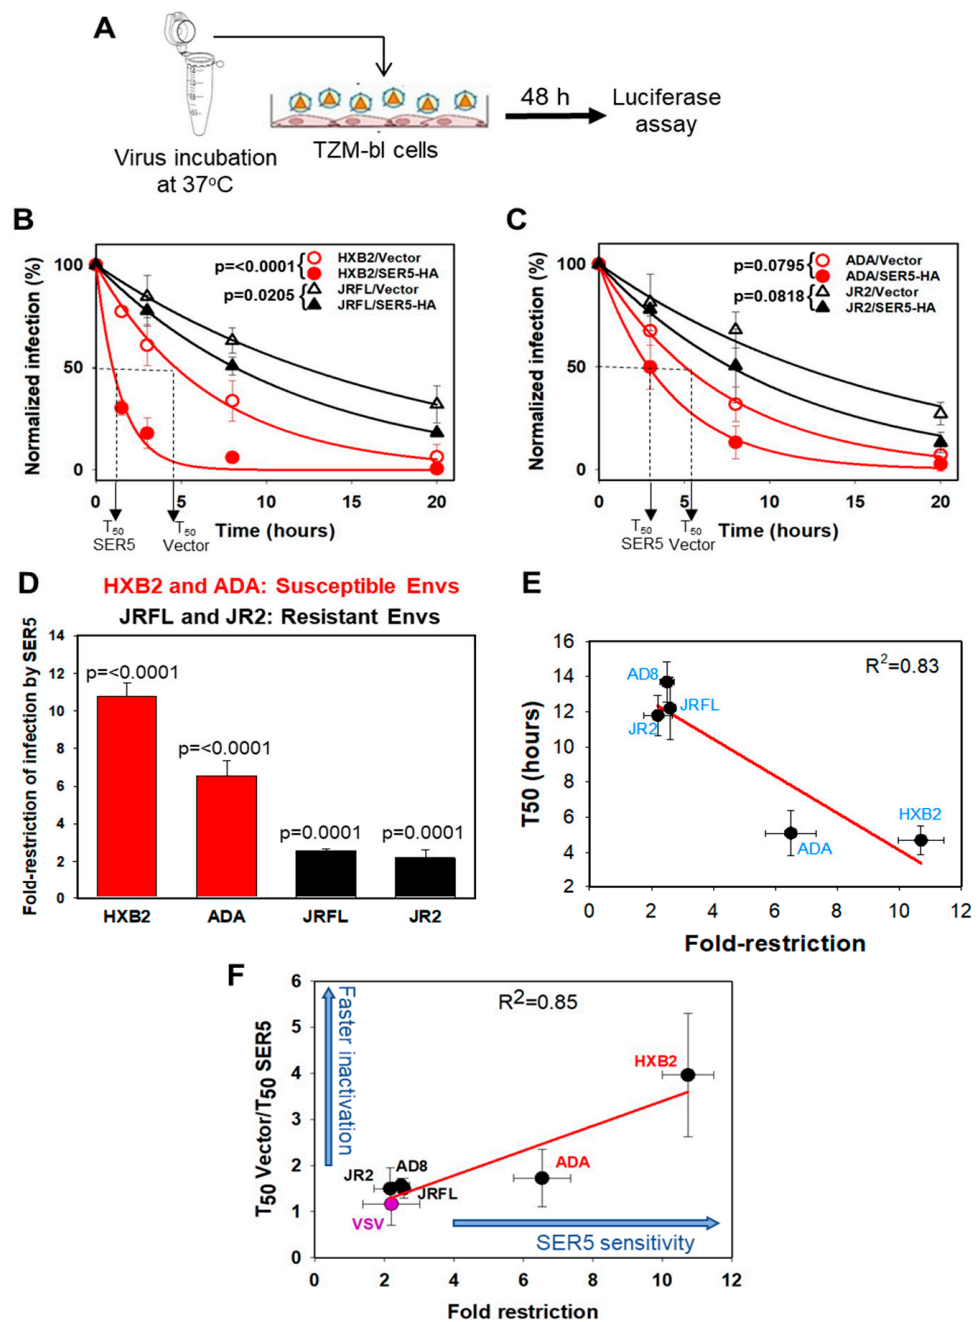 A
Virus incubation
at 37°C
TZM-bl cells
48 h
Luciferase
assay
B
Normalized infection (%)
100
50
0
p=<0.0001
p=0.0205
HXB2/Vector
HXB2/SER5-HA
JRFL/Vector
JRFL/SER5-HA
0 5 10 15 20
T50
SER5
T50
Vector
Time (hours)
C
Normalized infection (%)
100
50
0
p=0.0795
p=0.0818
ADA/Vector
ADA/SER5-HA
JR2/Vector
JR2/SER5-HA
0 5 10 15 20
T50
SER5
T50
Vector
Time (hours)
D
HXB2 and ADA: Susceptible Envs
JRFL and JR2: Resistant Envs
Fold-restriction of infection by SER5
14
12
10
8
6
4
2
0
p=<0.0001
p=<0.0001
p=0.0001
p=<0.0001
HXB2 ADA JRFL JR2
E
T50 (hours)
16
14
12
10
8
6
4
2
R2=0.83
AD8
JRFL
JR2
HXB2
ADA
0 2 4 6 8 10 12
Fold-restriction
F
T50 Vector/T50 SER5
6
5
4
3
2
1
0
Faster inactivation
R2=0.85
HXB2
ADA
AD8
JR2
JRFL
VSV
SER5 sensitivity
0 2 4 6 8 10 12
Fold restriction